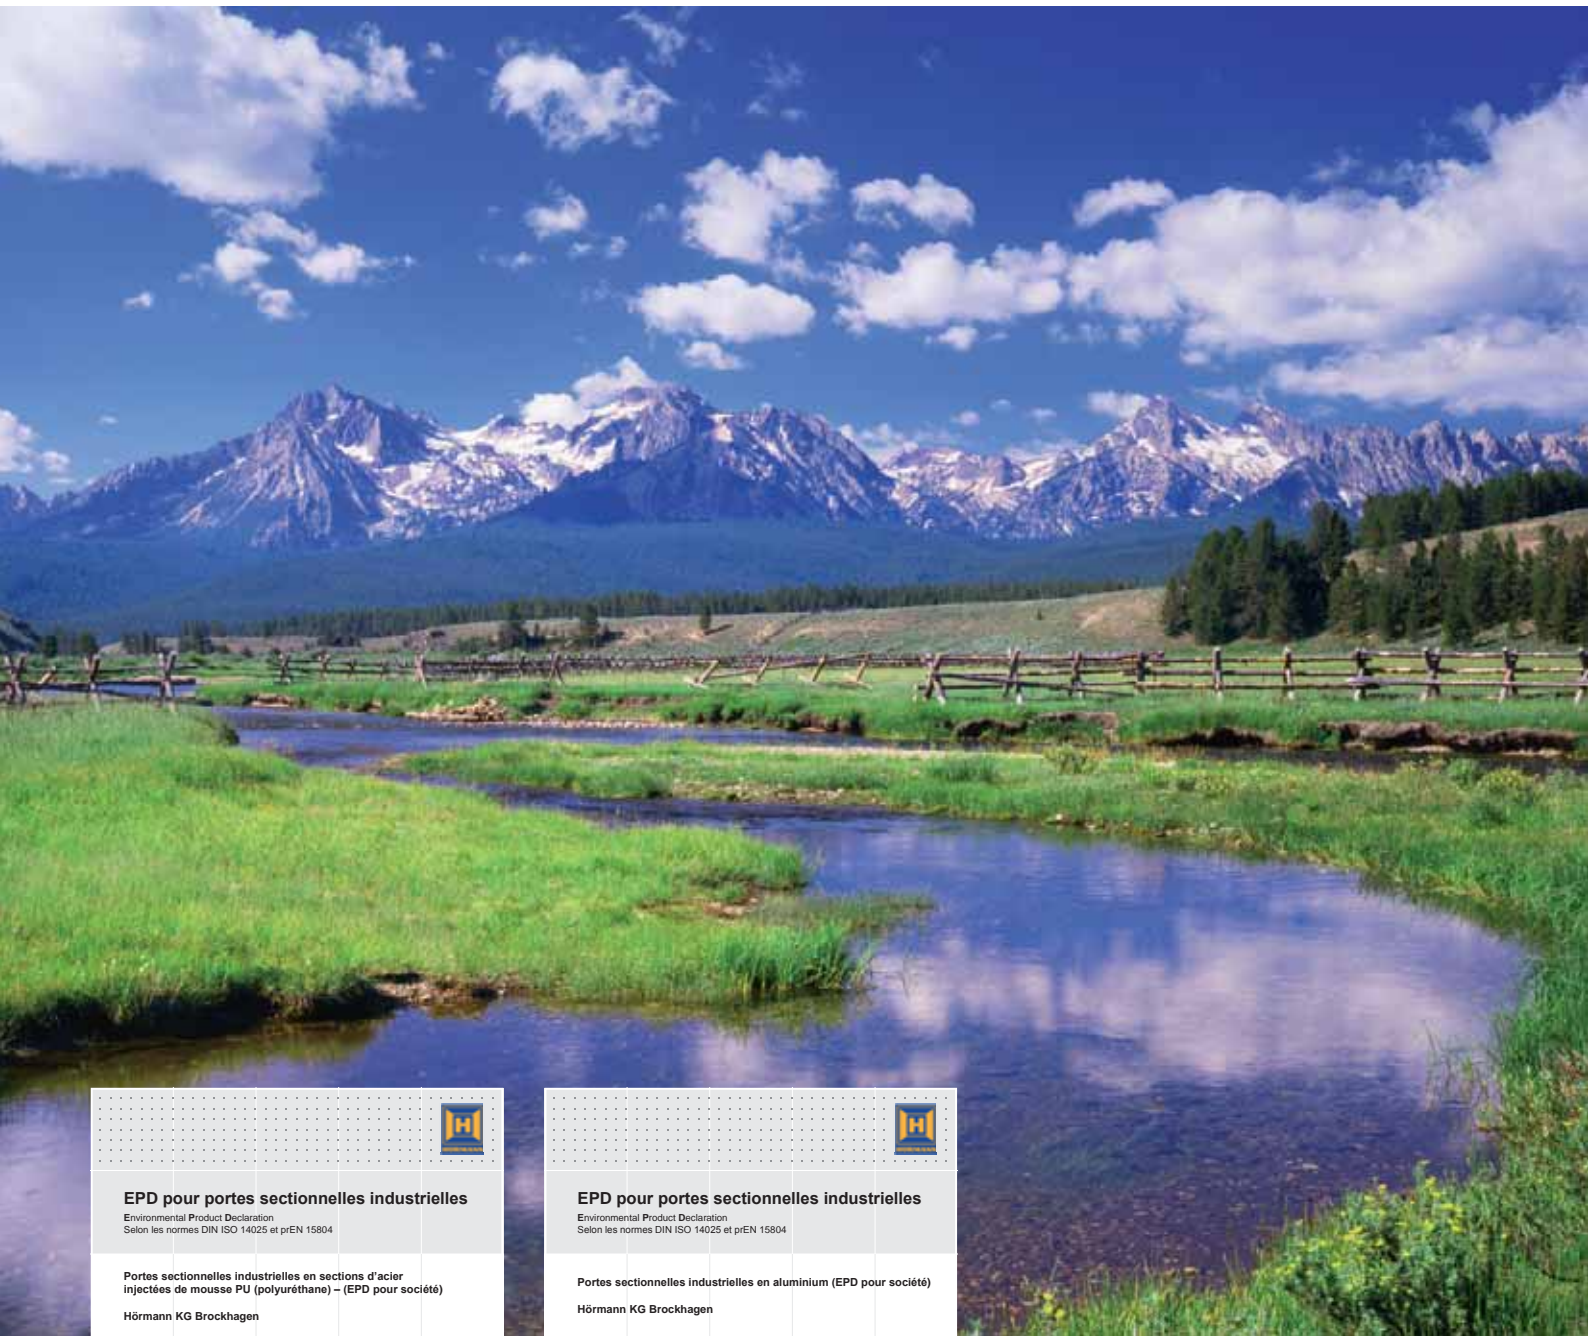 EPD pour portes sectionnelles industrielles
Environmental Product Declaration
Selon les normes DIN ISO 14025 et prEN 15804
Portes sectionnelles industrielles en sections d'acier
injectées de mousse PU (polyuréthane) – (EPD pour société)
Hörmann KG Brockhagen
EPD pour portes sectionnelles industrielles
Environmental Product Declaration
Selon les normes DIN ISO 14025 et prEN 15804
Portes sectionnelles industrielles en aluminium (EPD pour société)
Hörmann KG Brockhagen